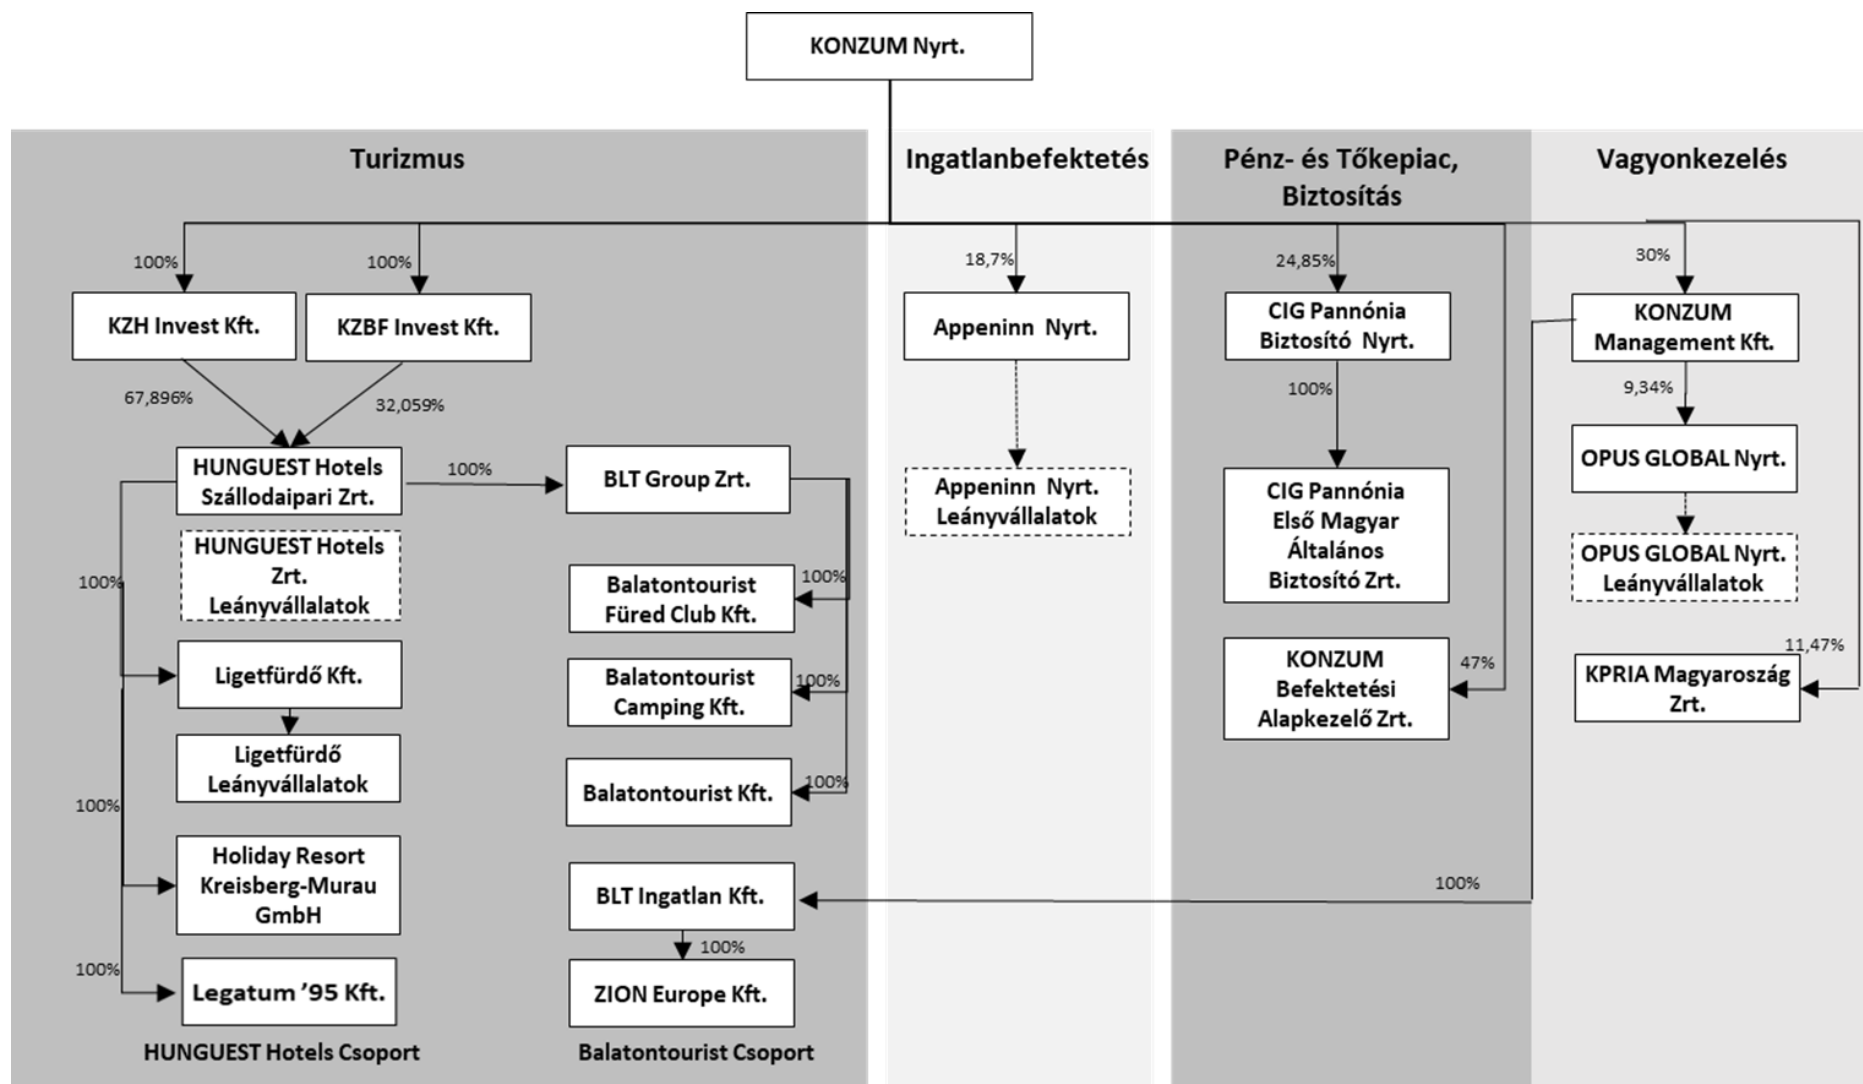 KONZUM Nyrt.
Turizmus
Ingatlanbefektetés
Pénz- és Tőkepiac,
Biztosítás
Vagyonkezelés
100%
100%
18,7%
24,85%
30%
KZH Invest Kft.
KZBF Invest Kft.
Appeninn Nyrt.
CIG Pannónia
Biztosító Nyrt.
KONZUM
Management Kft.
67,896%
32,059%
100%
9,34%
HUNGUEST Hotels
Szállodaipari Zrt.
100%
BLT Group Zrt.
Appeninn Nyrt.
Leányvállalatok
CIG Pannónia
Első Magyar
Általános
Biztosító Zrt.
OPUS GLOBAL Nyrt.
HUNGUEST Hotels
Zrt.
Leányvállalatok
OPUS GLOBAL Nyrt.
Leányvállalatok
100%
100%
Balatontourist
Füred Club Kft.
Ligetfürdő Kft.
Balatontourist
Camping Kft.
100%
KONZUM
Befektetési
Alapkezelő Zrt.
47%
11,47%
KPRIA Magyaroszág
Zrt.
Ligetfürdő
Leányvállalatok
Balatontourist Kft.
100%
100%
Holiday Resort
Kreisberg-Murau
GmbH
BLT Ingatlan Kft.
100%
100%
100%
Legatum ’95 Kft.
ZION Europe Kft.
HUNGUEST Hotels Csoport
Balatontourist Csoport